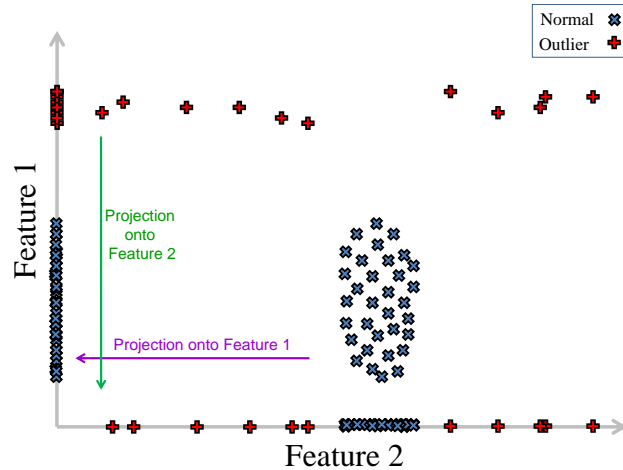 Normal
Outlier
Feature 1
Projection
onto
Feature 2
Projection onto Feature 1
Feature 2